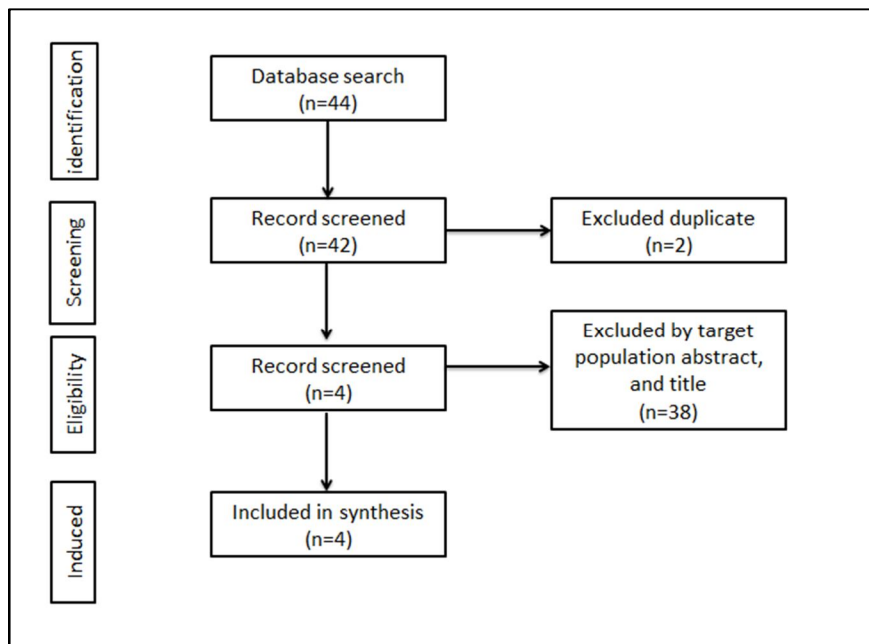 identification
Database search
(n=44)
Screening
Record screened
(n=42)
Excluded duplicate
(n=2)
Eligibility
Record screened
(n=4)
Excluded by target
population abstract,
and title
(n=38)
Induced
Included in synthesis
(n=4)